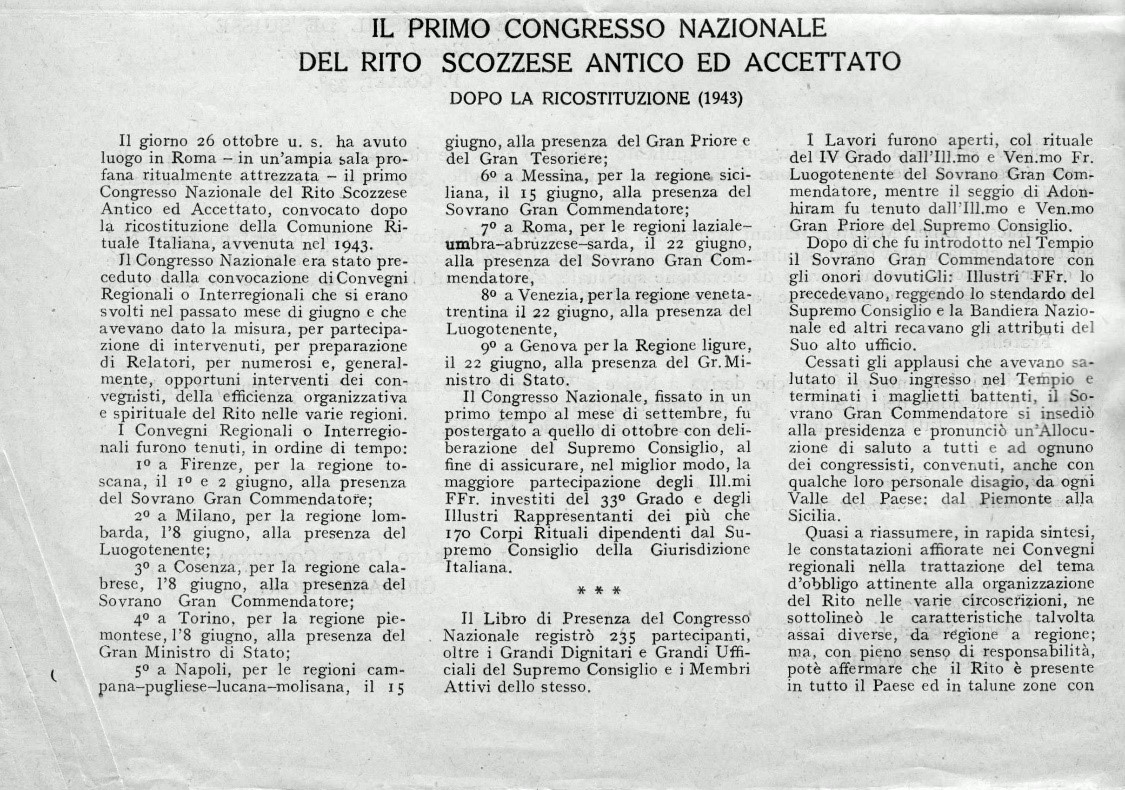 IL PRIMO CONGRESSO NAZIONALE
DEL RITO SCOZZESE ANTICO ED ACCETTATO
DOPO LA RICOSTITUZIONE (1943)
Il giorno 26 ottobre u. s. ha avuto
luogo in Roma – in un'ampia sala pro-
fana ritualmente attrezzata – il primo
Congresso Nazionale del Rito Scozzese
Antico ed Accettato, convocato dopo
la ricostituzione della Comunione Ri-
tuale Italiana, avvenuta nel 1943.
Il Congresso Nazionale era stato pre-
ceduto dalla convocazione di Convegni
Regionali o Interregionali che si erano
svolti nel passato mese di giugno e che
avevano dato la misura, per partecipa-
zione di intervenuti, per preparazione
di Relatori, per numerosi e, general-
mente, opportuni interventi dei con-
vegnisti, della efficienza organizzativa
e spirituale del Rito nelle varie regioni.
I Convegni Regionali o Interregio-
nali furono tenuti, in ordine di tempo:
1º a Firenze, per la regione to-
scana, il 1º e 2 giugno, alla presenza
del Sovrano Gran Commendatore;
2º a Milano, per la regione lom-
barda, l'8 giugno, alla presenza del
Luogotenente;
3º a Cosenza, per la regione cala-
brese, l'8 giugno, alla presenza del
Sovrano Gran Commendatore;
4º a Torino, per la regione pie-
montese, l'8 giugno, alla presenza del
Gran Ministro di Stato;
5º a Napoli, per le regioni cam-
pana–pugliese–lucana–molisana, il 15
giugno, alla presenza del Gran Priore e
del Gran Tesoriere;
6º a Messina, per la regione sici-
liana, il 15 giugno, alla presenza del
Sovrano Gran Commendatore;
7º a Roma, per le regioni laziale–
umbra–abruzzese–sarda, il 22 giugno,
alla presenza del Sovrano Gran Com-
mendatore,
8º a Venezia, per la regione veneta-
trentina il 22 giugno, alla presenza del
Luogotenente,
9º a Genova per la Regione ligure,
il 22 giugno, alla presenza del Gr. Mi-
nistro di Stato.
Il Congresso Nazionale, fissato in un
primo tempo al mese di settembre, fu
postergato a quello di ottobre con deli-
berazione del Supremo Consiglio, al
fine di assicurare, nel miglior modo, la
maggiore partecipazione degli Ill.mi
FFr. investiti del 33º Grado e degli
Illustri Rappresentanti dei più che
170 Corpi Rituali dipendenti dal Su-
premo Consiglio della Giurisdizione
Italiana.
* * *
Il Libro di Presenza del Congresso
Nazionale registrò 235 partecipanti,
oltre i Grandi Dignitari e Grandi Uffi-
ciali del Supremo Consiglio e i Membri
Attivi dello stesso.
I Lavori furono aperti, col rituale
del IV Grado dall'Ill.mo e Ven.mo Fr.
Luogotenente del Sovrano Gran Com-
mendatore, mentre il seggio di Adon-
hiram fu tenuto dall'Ill.mo e Ven.mo
Gran Priore del Supremo Consiglio.
Dopo di che fu introdotto nel Tempio
il Sovrano Gran Commendatore con
gli onori dovutiGli: Illustri FFr. lo
precedevano, reggendo lo stendardo del
Supremo Consiglio e la Bandiera Nazio-
nale ed altri recavano gli attributi del
Suo alto ufficio.
Cessati gli applausi che avevano sa-
lutato il Suo ingresso nel Tempio e
terminati i maglietti battenti, il So-
vrano Gran Commendatore si insediò
alla presidenza e pronunciò un'Allocu-
zione di saluto a tutti e ad ognuno
dei congressisti, convenuti, anche con
qualche loro personale disagio, da ogni
Valle del Paese: dal Piemonte alla
Sicilia.
Quasi a riassumere, in rapida sintesi,
le constatazioni affiorate nei Convegni
regionali nella trattazione del tema
d'obbligo attinente alla organizzazione
del Rito nelle varie circoscrizioni, ne
sottolineò le caratteristiche talvolta
assai diverse, da regione a regione;
ma, con pieno senso di responsabilità,
potè affermare che il Rito è presente
in tutto il Paese ed in talune zone con